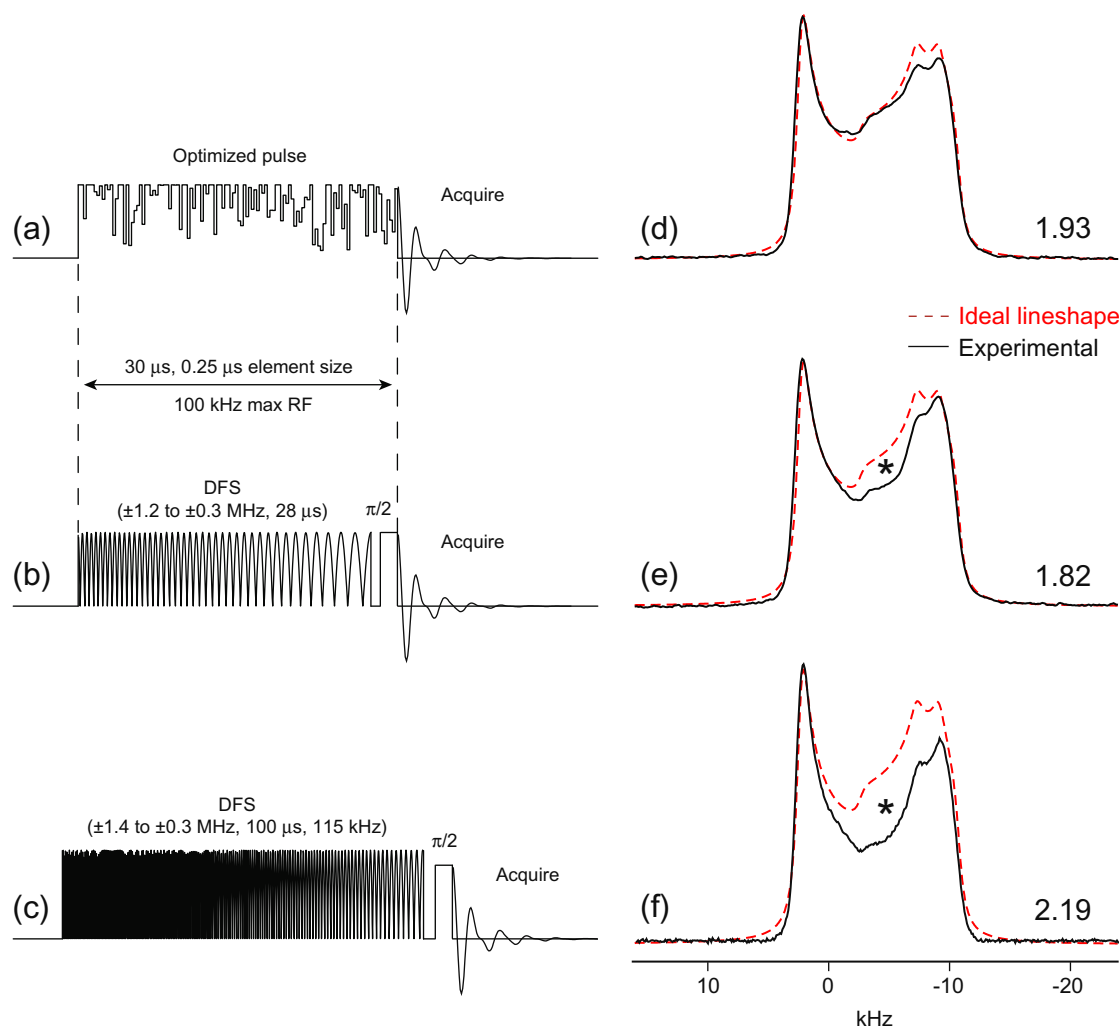 Optimized pulse
Acquire
(a)
30 μs, 0.25 μs element size
100 kHz max RF
DFS
(±1.2 to ±0.3 MHz, 28 μs)
π/2
Acquire
(b)
DFS
(±1.4 to ±0.3 MHz, 100 μs, 115 kHz)
π/2
Acquire
(c)
(d)
1.93
Ideal lineshape
Experimental
*
(e)
1.82
*
(f)
2.19
10
0
-10
-20
kHz